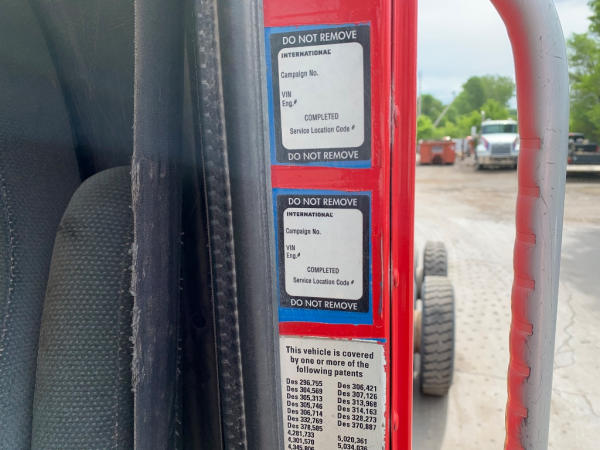 DO NOT REMOVE
INTERNATIONAL
Campaign No.
VIN
Eng.#
COMPLETED
Service Location Code #
DO NOT REMOVE
DO NOT REMOVE
INTERNATIONAL
Campaign No.
VIN
Eng.#
COMPLETED
Service Location Code #
DO NOT REMOVE
This vehicle is covered
by one or more of the
following patents
Des 296,755 Des 306,421
Des 304,569 Des 307,126
Des 305,313 Des 313,968
Des 305,746 Des 314,163
Des 306,714 Des 328,273
Des 332,769 Des 370,887
Des 378,585
4,281,733 5,020,361
4,301,570 5,034,036
4,345,806